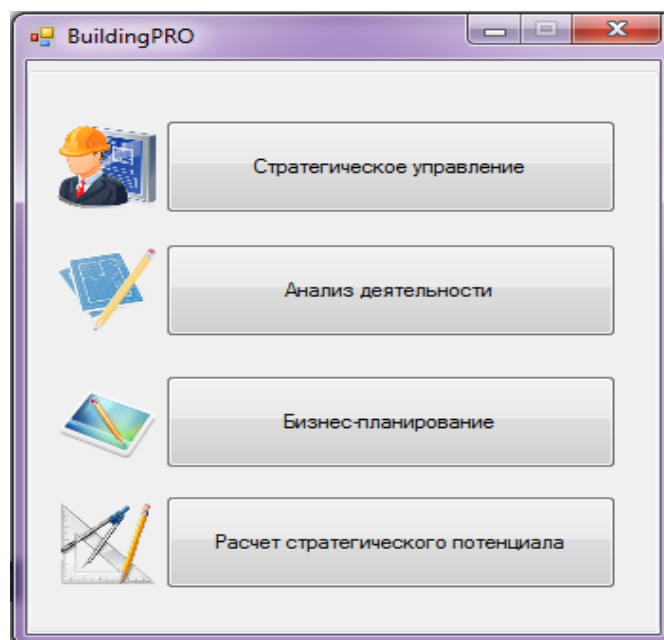 BuildingPRO
Стратегическое управление
Анализ деятельности
Бизнес-планирование
Расчет стратегического потенциала